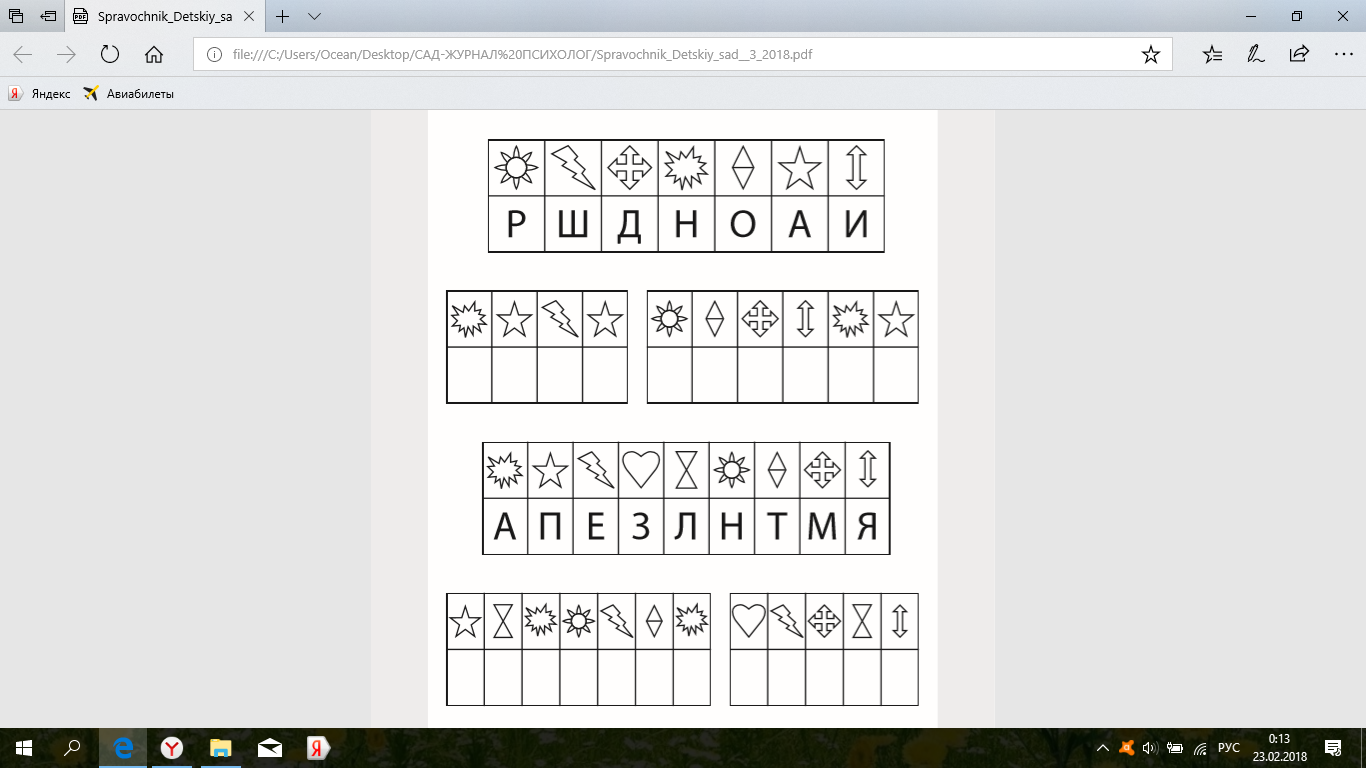 Spravochnik_Detskiy_sa
file:///C:/Users/Ocean/Desktop/САД-ЖУРНАЛ%20ПСИХОЛОГ/Spravochnik_Detskiy_sad__3_2018.pdf
Яндекс Авиабилеты
Р Ш Д Н О А И
А П Е З Л Н Т М Я
РУС
0:13
23.02.2018